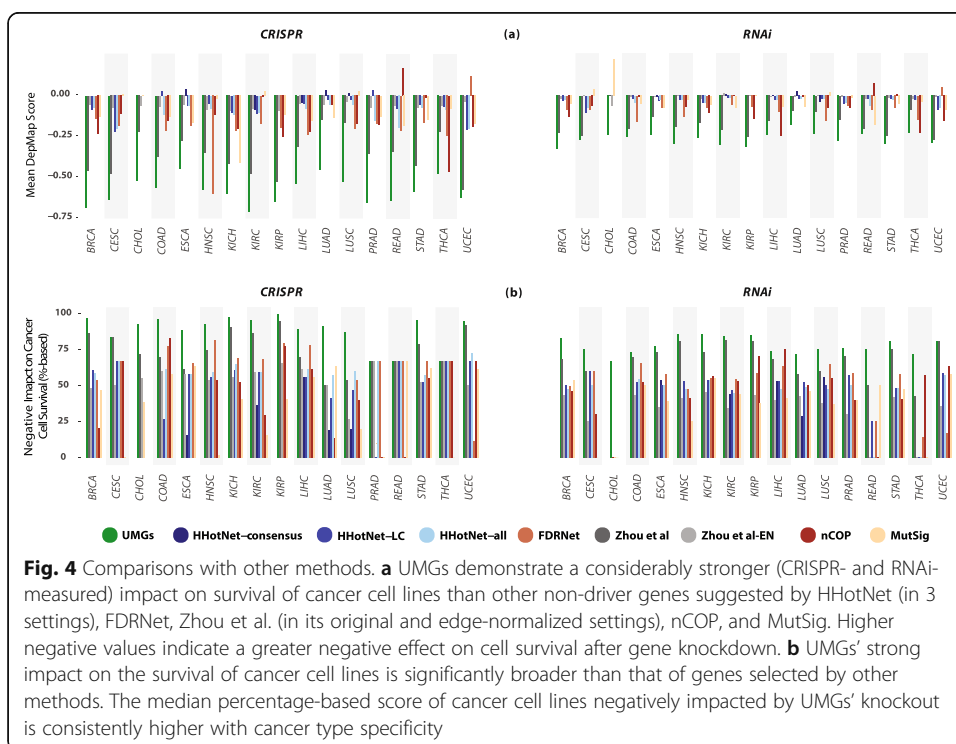 CRISPR (a) RNAi
Mean DepMap Score
0.00
−0.25
−0.50
−0.75
BRCA CESC CHOL COAD ESCA HNSC KICH KIRC KIRP LIHC LUAD LUSC PRAD READ STAD THCA UCEC
BRCA CESC CHOL COAD ESCA HNSC KICH KIRC KIRP LIHC LUAD LUSC PRAD READ STAD THCA UCEC
CRISPR (b) RNAi
Negative Imapct on Cancer
Cell Survival (%-based)
100
75
50
25
0
BRCA CESC CHOL COAD ESCA HNSC KICH KIRC KIRP LIHC LUAD LUSC PRAD READ STAD THCA UCEC
BRCA CESC CHOL COAD ESCA HNSC KICH KIRC KIRP LIHC LUAD LUSC PRAD READ STAD THCA UCEC
UMGs HHotNet–consensus HHotNet–LC HHotNet–all FDRNet Zhou et al Zhou et al-EN nCOP MutSig
Fig. 4 Comparisons with other methods. a UMGs demonstrate a considerably stronger (CRISPR- and RNAi-
measured) impact on survival of cancer cell lines than other non-driver genes suggested by HHotNet (in 3
settings), FDRNet, Zhou et al. (in its original and edge-normalized settings), nCOP, and MutSig. Higher
negative values indicate a greater negative effect on cell survival after gene knockdown. b UMGs’ strong
impact on the survival of cancer cell lines is significantly broader than that of genes selected by other
methods. The median percentage-based score of cancer cell lines negatively impacted by UMGs’ knockout
is consistently higher with cancer type specificity